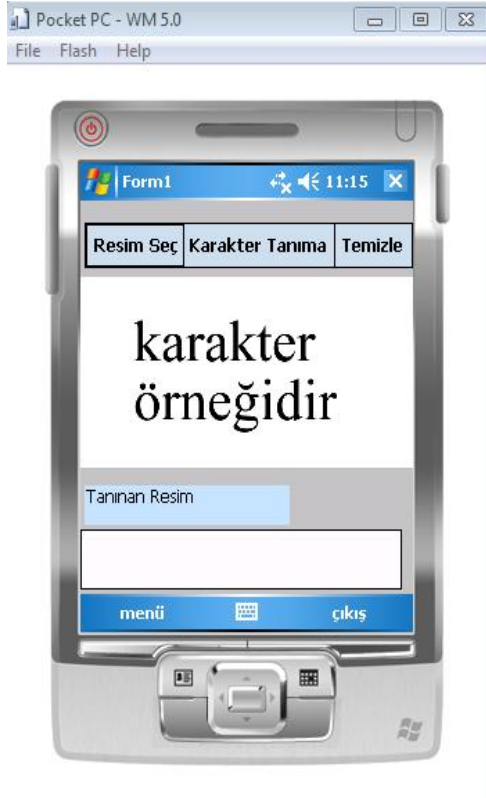 Pocket PC - WM 5.0
File Flash Help
Form1 11:15
Resim Seç Karakter Tanıma Temizle
karakter
örneğidir
Tanınan Resim
menü çıkış